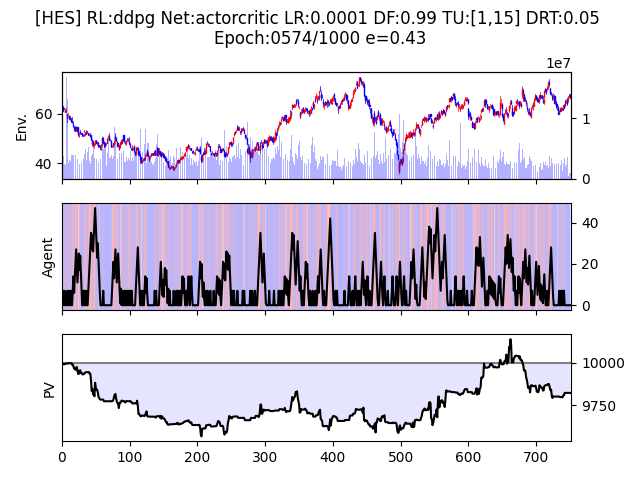 [HES] RL:ddpg Net:actorcritic LR:0.0001 DF:0.99 TU:[1,15] DRT:0.05
Epoch:0574/1000 e=0.43
1e7
Env.
60
40
1
0
Agent
40
20
0
PV
10000
9750
0 100 200 300 400 500 600 700